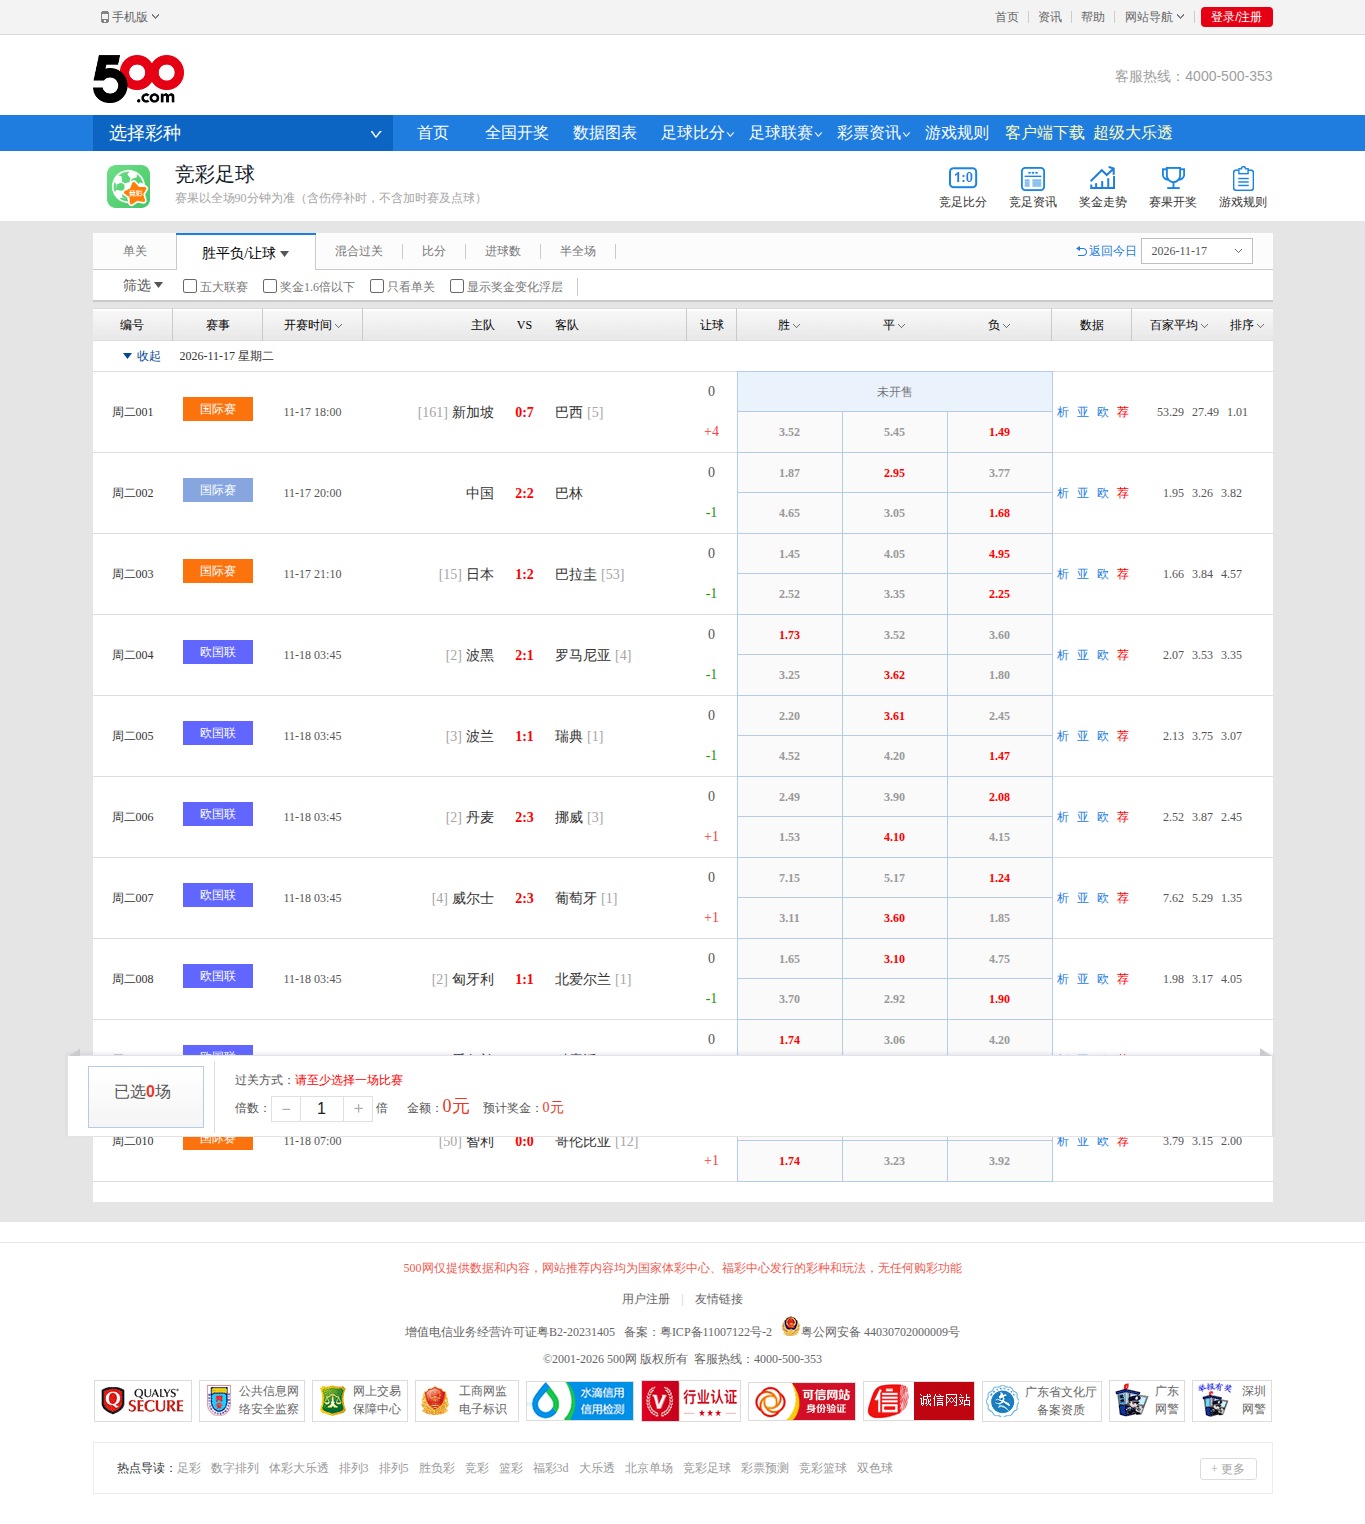 手机版
首页 资讯 帮助 网站导航 登录/注册
500.com
客服热线：4000-500-353
选择彩种 首页 全国开奖 数据图表 足球比分 足球联赛 彩票资讯 游戏规则 客户端下载 超级大乐透
竞彩足球
赛果以全场90分钟为准（含伤停补时，不含加时赛及点球）
1:0
竞足比分 竞足资讯 奖金走势 赛果开奖 游戏规则
单关 胜平负/让球 混合过关 比分 进球数 半全场 返回今日 2026-11-17
筛选 五大联赛 奖金1.6倍以下 只看单关 显示奖金变化浮层
编号 赛事 开赛时间 主队 VS 客队 让球 胜 平 负 数据 百家平均 排序
收起 2026-11-17 星期二
0 未开售
周二001 国际赛 11-17 18:00 [161] 新加坡 0:7 巴西 [5] 析 亚 欧 荐 53.29 27.49 1.01
+4 3.52 5.45 1.49
0 1.87 2.95 3.77
周二002 国际赛 11-17 20:00 中国 2:2 巴林 析 亚 欧 荐 1.95 3.26 3.82
-1 4.65 3.05 1.68
0 1.45 4.05 4.95
周二003 国际赛 11-17 21:10 [15] 日本 1:2 巴拉圭 [53] 析 亚 欧 荐 1.66 3.84 4.57
-1 2.52 3.35 2.25
0 1.73 3.52 3.60
周二004 欧国联 11-18 03:45 [2] 波黑 2:1 罗马尼亚 [4] 析 亚 欧 荐 2.07 3.53 3.35
-1 3.25 3.62 1.80
0 2.20 3.61 2.45
周二005 欧国联 11-18 03:45 [3] 波兰 1:1 瑞典 [1] 析 亚 欧 荐 2.13 3.75 3.07
-1 4.52 4.20 1.47
0 2.49 3.90 2.08
周二006 欧国联 11-18 03:45 [2] 丹麦 2:3 挪威 [3] 析 亚 欧 荐 2.52 3.87 2.45
+1 1.53 4.10 4.15
0 7.15 5.17 1.24
周二007 欧国联 11-18 03:45 [4] 威尔士 2:3 葡萄牙 [1] 析 亚 欧 荐 7.62 5.29 1.35
+1 3.11 3.60 1.85
0 1.65 3.10 4.75
周二008 欧国联 11-18 03:45 [2] 匈牙利 1:1 北爱尔兰 [1] 析 亚 欧 荐 1.98 3.17 4.05
-1 3.70 2.92 1.90
0 1.74 3.06 4.20
已选0场
过关方式：请至少选择一场比赛
倍数： − 1 + 倍 金额：0元 预计奖金：0元
周二010 国际赛 11-18 07:00 [50] 智利 0:0 哥伦比亚 [12] 析 亚 欧 荐 3.79 3.15 2.00
+1 1.74 3.23 3.92
500网仅提供数据和内容，网站推荐内容均为国家体彩中心、福彩中心发行的彩种和玩法，无任何购彩功能
用户注册 | 友情链接
增值电信业务经营许可证粤B2-20231405 备案：粤ICP备11007122号-2 粤公网安备 44030702000009号
©2001-2026 500网 版权所有 客服热线：4000-500-353
QUALYS SECURE
公共信息网
络安全监察
网上交易
保障中心
工商网监
电子标识
水滴信用
信用检测
行业认证
可信网站
身份验证
信 诚信网站
广东省文化厅
备案资质
广东
网警
深圳
网警
热点导读：足彩 数字排列 体彩大乐透 排列3 排列5 胜负彩 竞彩 篮彩 福彩3d 大乐透 北京单场 竞彩足球 彩票预测 竞彩篮球 双色球 + 更多